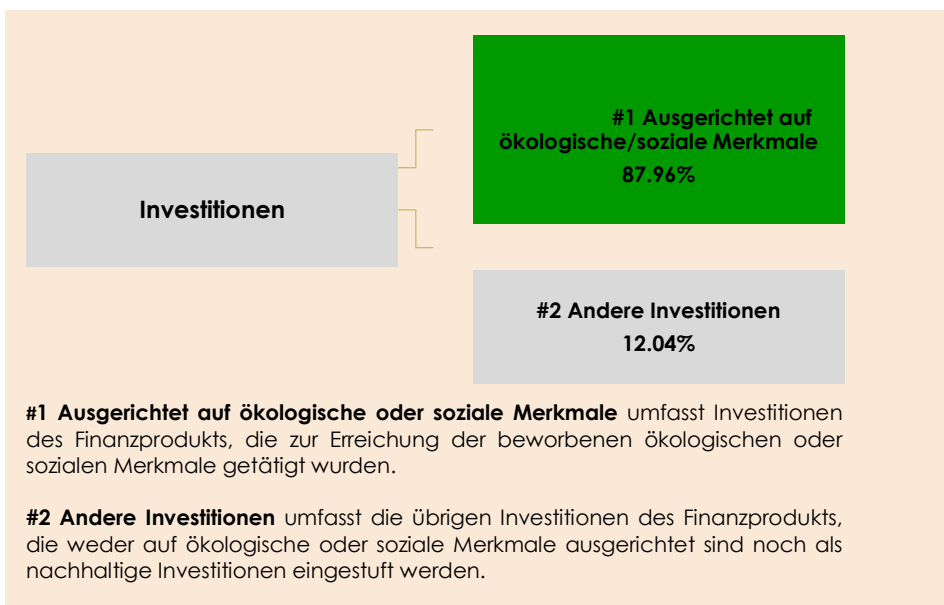 #1 Ausgerichtet auf
ökologische/soziale Merkmale
87.96%
Investitionen
#2 Andere Investitionen
12.04%
#1 Ausgerichtet auf ökologische oder soziale Merkmale umfasst Investitionen
des Finanzprodukts, die zur Erreichung der beworbenen ökologischen oder
sozialen Merkmale getätigt wurden.
#2 Andere Investitionen umfasst die übrigen Investitionen des Finanzprodukts,
die weder auf ökologische oder soziale Merkmale ausgerichtet sind noch als
nachhaltige Investitionen eingestuft werden.